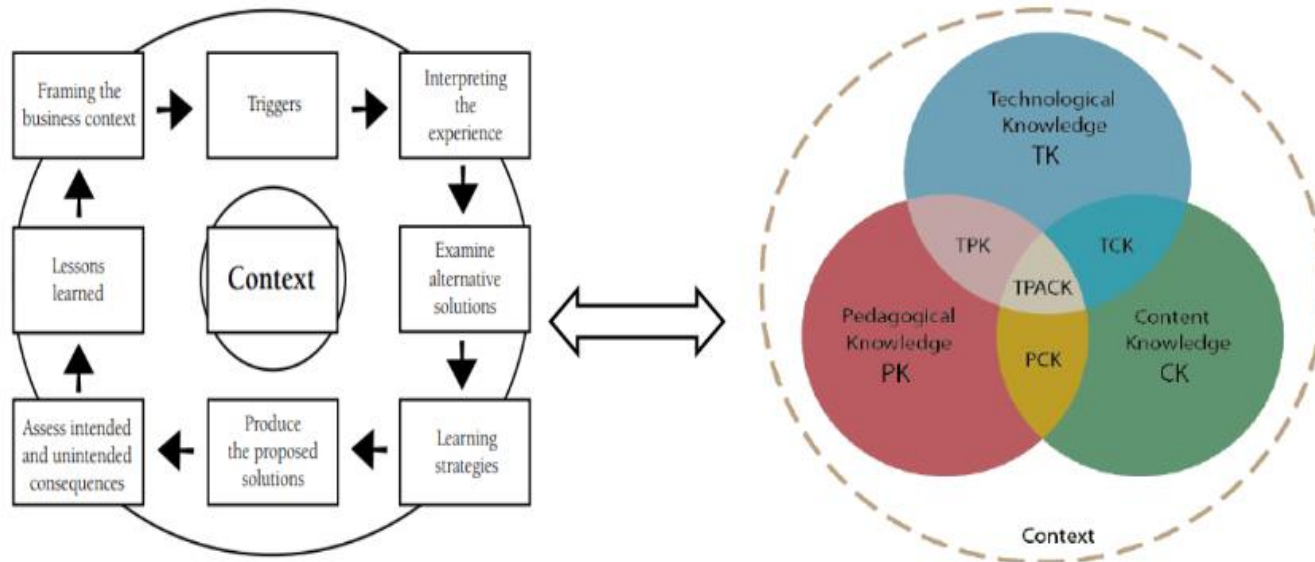 Framing the
business context
Triggers
Interpreting
the
experience
Lessons
learned
Context
Examine
alternative
solutions
Assess intended
and unintended
consequences
Produce
the proposed
solutions
Learning
strategies
Technological
Knowledge
TK
TPK
TCK
TPACK
Pedagogical
Knowledge
PK
PCK
Content
Knowledge
CK
Context